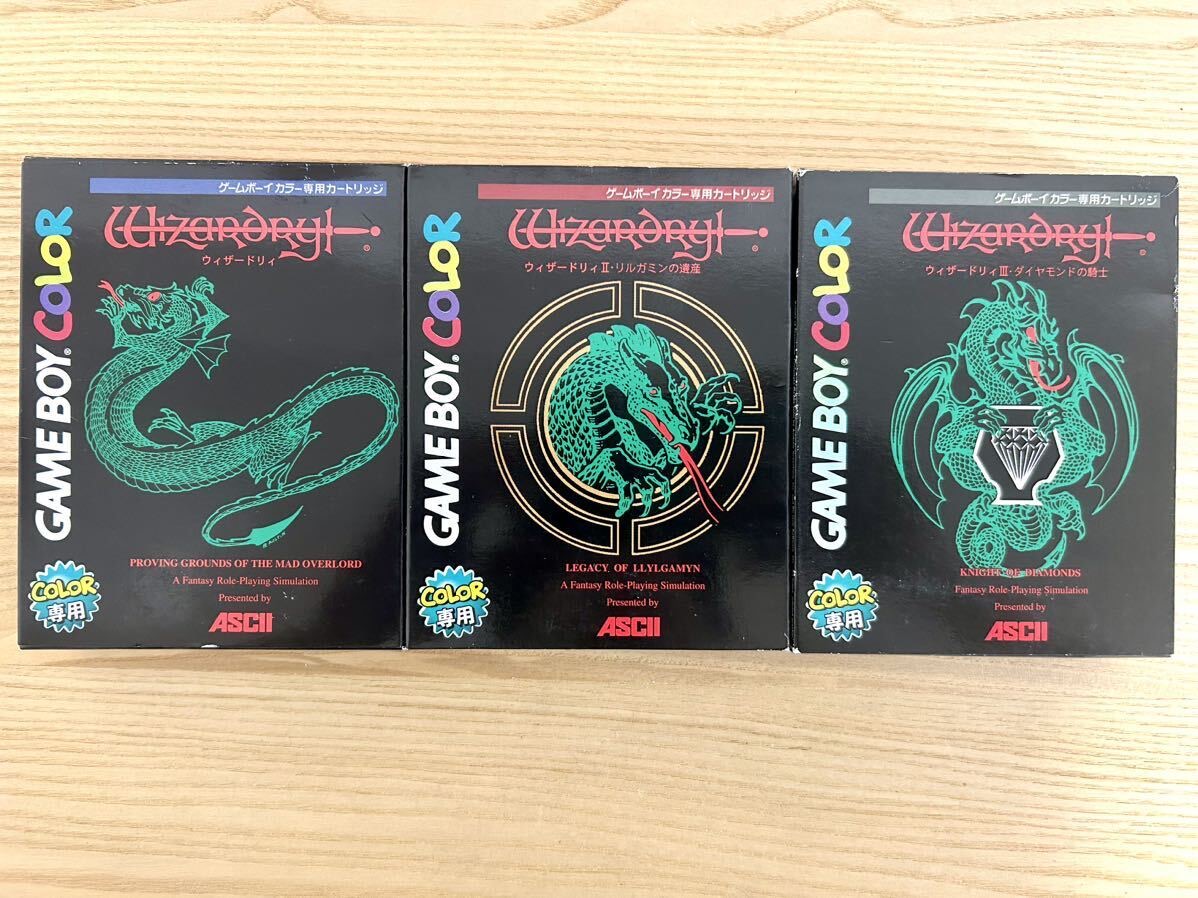 ゲームボーイカラー専用カートリッジ
Wizardry
®
ウィザードリィ
GAME BOY® COLOR
PROVING GROUNDS OF THE MAD OVERLORD
A Fantasy Role-Playing Simulation
Presented by
ASCII
COLOR
専用
ゲームボーイカラー専用カートリッジ
Wizardry
®
ウィザードリィⅡ・リルガミンの遺産
GAME BOY® COLOR
LEGACY OF LLYLGAMYN
A Fantasy Role-Playing Simulation
Presented by
ASCII
COLOR
専用
ゲームボーイカラー専用カートリッジ
Wizardry
®
ウィザードリィⅢ・ダイヤモンドの騎士
GAME BOY® COLOR
KNIGHT OF DIAMONDS
Fantasy Role-Playing Simulation
Presented by
ASCII
COLOR
専用